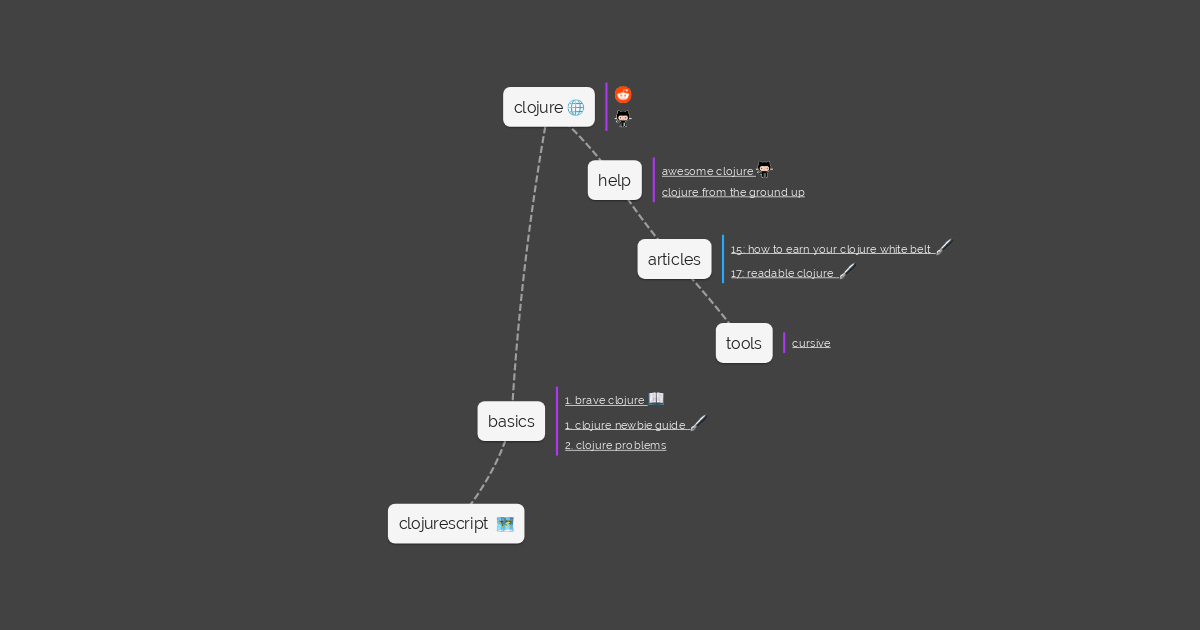 clojure
help
awesome clojure
clojure from the ground up
articles
15: how to earn your clojure white belt
17: readable clojure
tools
cursive
basics
1. brave clojure
1. clojure newbie guide
2. clojure problems
clojurescript